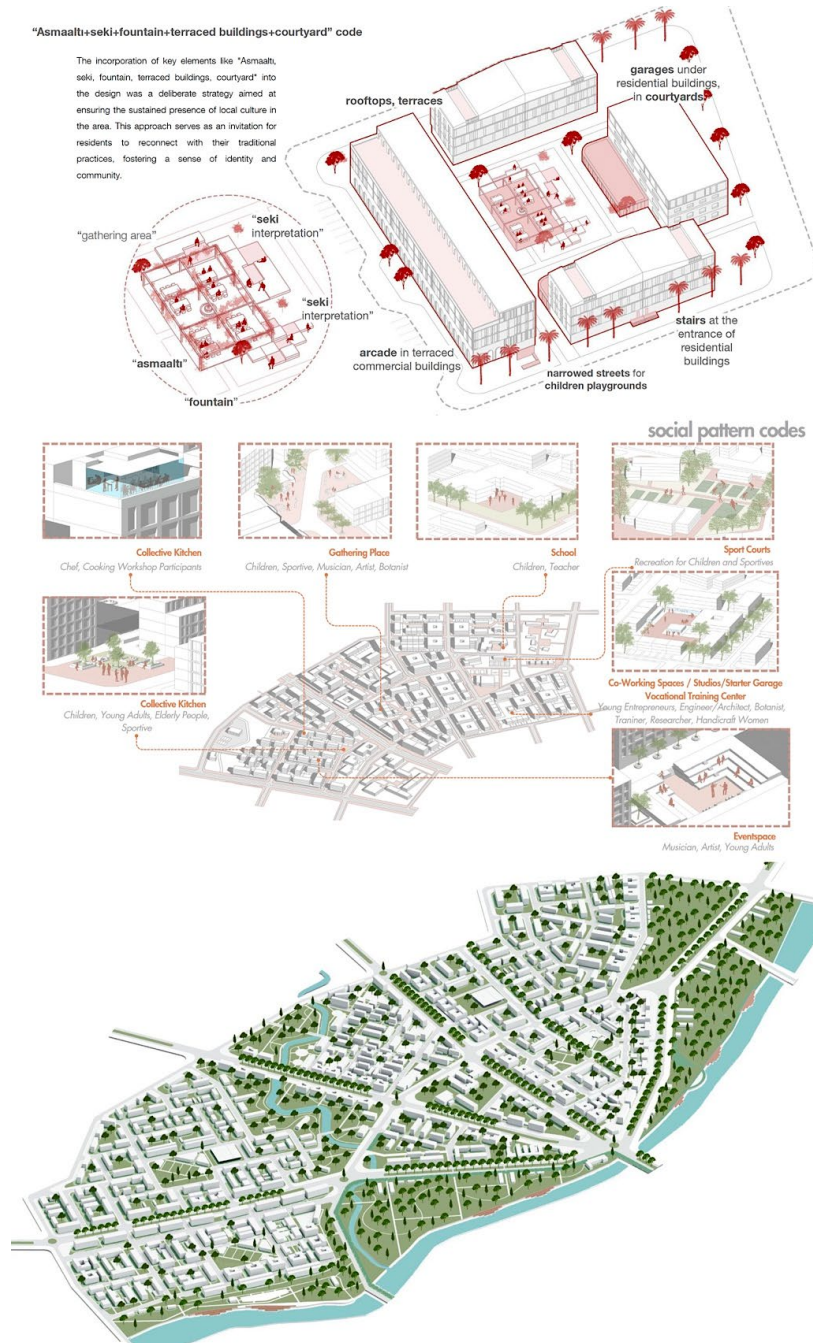 “Asmaaltı+seki+fountain+terraced buildings+courtyard” code
The incorporation of key elements like "Asmaaltı,
seki, fountain, terraced buildings, courtyard" into
the design was a deliberate strategy aimed at
ensuring the sustained presence of local culture in
the area. This approach serves as an invitation for
residents to reconnect with their traditional
practices, fostering a sense of identity and
community.
rooftops, terraces
garages under
residential buildings,
in courtyards,
“gathering area”
“seki
interpretation”
“seki
interpretation”
“asmaaltı”
“fountain”
arcade in terraced
commercial buildings
narrowed streets for
children playgrounds
stairs at the
entrance of
residential
buildings
social pattern codes
Collective Kitchen
Chef, Cooking Workshop Participants
Gathering Place
Children, Sportive, Musician, Artist, Botanist
School
Children, Teacher
Sport Courts
Recreation for Children and Sportives
Collective Kitchen
Children, Young Adults, Elderly People,
Sportive
Co-Working Spaces / Studios/Starter Garage
Vocational Training Center
Young Entrepreneurs, Engineer/Architect, Botanist,
Traniner, Researcher, Handicraft Women
Eventspace
Musician, Artist, Young Adults